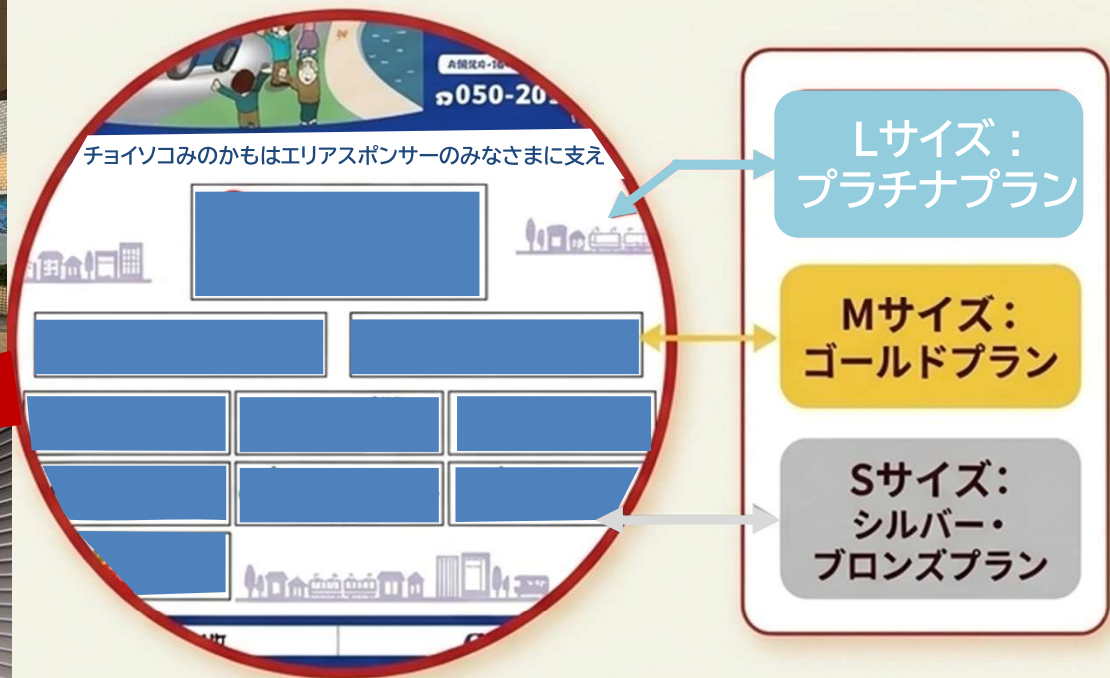 ☎050-20
チョイソコみのかもはエリアスポンサーのみなさまに支え
Lサイズ：
プラチナプラン
Mサイズ：
ゴールドプラン
Sサイズ：
シルバー・
ブロンズプラン